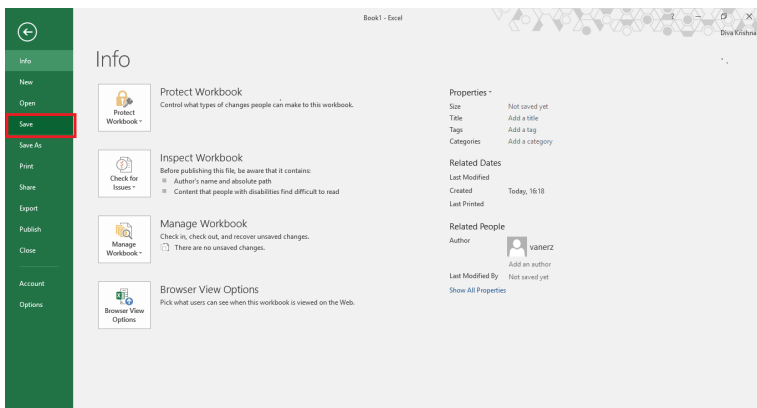 Book1 - Excel
?
Diva Krishna
Info
New
Open
Save
Save As
Print
Share
Export
Publish
Close
Account
Options
Info
Protect Workbook
Protect Workbook
Control what types of changes people can make to this workbook.
Check for Issues
Inspect Workbook
Before publishing this file, be aware that it contains:
Author's name and absolute path
Content that people with disabilities find difficult to read
Manage Workbook
Manage Workbook
Check in, check out, and recover unsaved changes.
There are no unsaved changes.
Browser View Options
Browser View Options
Pick what users can see when this workbook is viewed on the Web.
Properties
Size Not saved yet
Title Add a title
Tags Add a tag
Categories Add a category
Related Dates
Last Modified
Created Today, 16:18
Last Printed
Related People
Author vanerz
Add an author
Last Modified By Not saved yet
Show All Properties